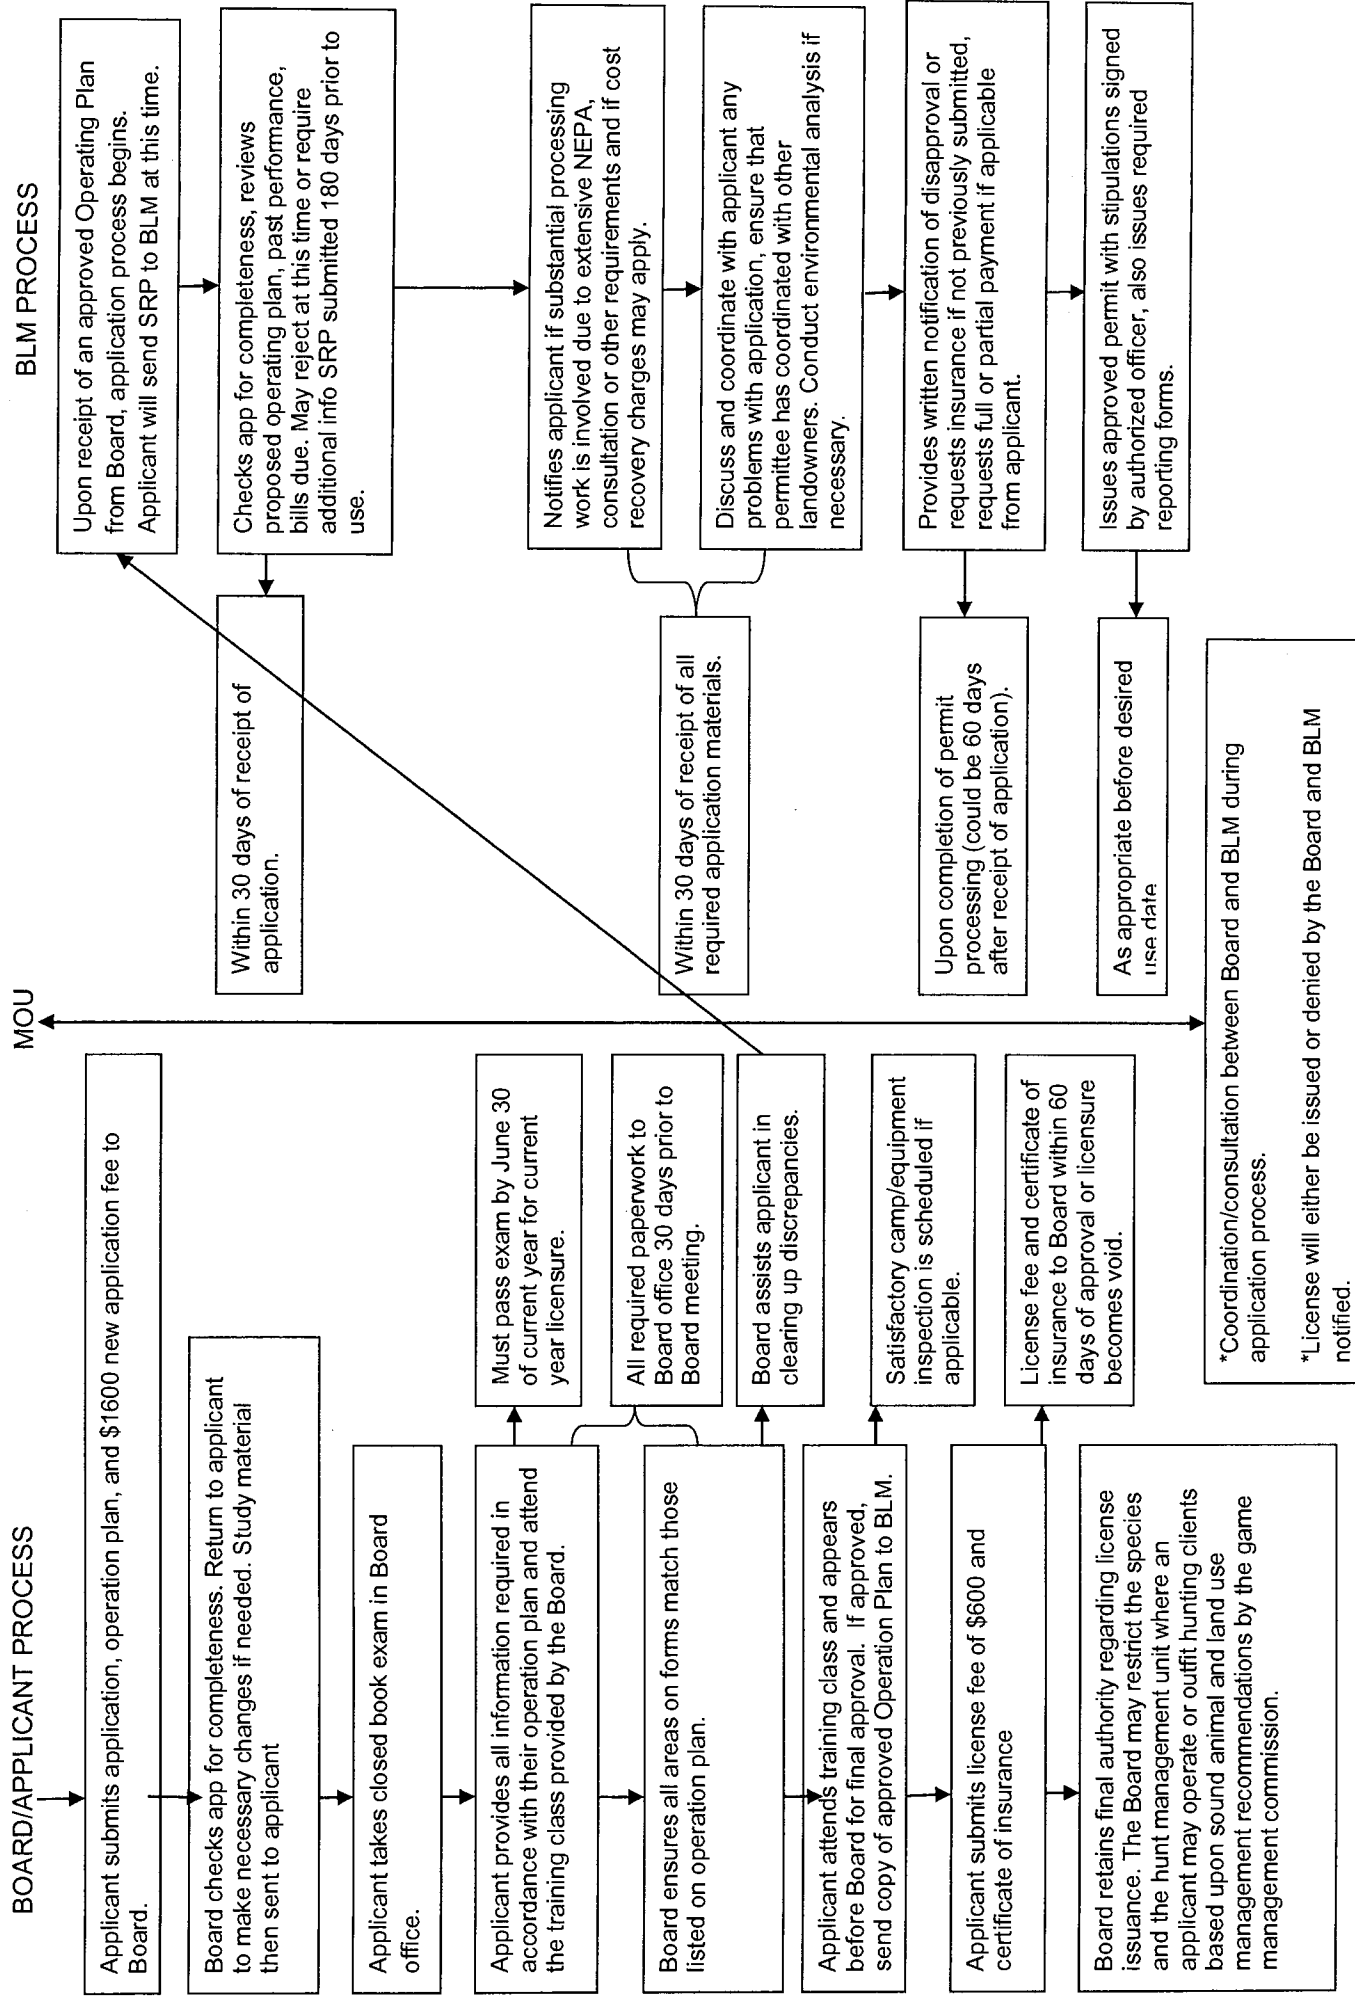 BOARD/APPLICANT PROCESS
MOU
BLM PROCESS
Applicant submits application, operation plan, and $1600 new application fee to
Board.
Board checks app for completeness. Return to applicant
to make necessary changes if needed. Study material
then sent to applicant
Applicant takes closed book exam in Board
office.
Applicant provides all information required in
accordance with their operation plan and attend
the training class provided by the Board.
Must pass exam by June 30
of current year for current
year licensure.
All required paperwork to
Board office 30 days prior to
Board meeting.
Board ensures all areas on forms match those
listed on operation plan.
Board assists applicant in
clearing up discrepancies.
Applicant attends training class and appears
before Board for final approval. If approved,
send copy of approved Operation Plan to BLM.
Satisfactory camp/equipment
inspection is scheduled if
applicable.
Applicant submits license fee of $600 and
certificate of insurance
License fee and certificate of
insurance to Board within 60
days of approval or licensure
becomes void.
Board retains final authority regarding license
issuance. The Board may restrict the species
and the hunt management unit where an
applicant may operate or outfit hunting clients
based upon sound animal and land use
management recommendations by the game
management commission.
Upon receipt of an approved Operating Plan
from Board, application process begins.
Applicant will send SRP to BLM at this time.
Checks app for completeness, reviews
proposed operating plan, past performance,
bills due. May reject at this time or require
additional info SRP submitted 180 days prior to
use.
Within 30 days of receipt of
application.
Notifies applicant if substantial processing
work is involved due to extensive NEPA,
consultation or other requirements and if cost
recovery charges may apply.
Discuss and coordinate with applicant any
problems with application, ensure that
permittee has coordinated with other
landowners. Conduct environmental analysis if
necessary.
Within 30 days of receipt of all
required application materials.
Provides written notification of disapproval or
requests insurance if not previously submitted,
requests full or partial payment if applicable
from applicant.
Upon completion of permit
processing (could be 60 days
after receipt of application).
Issues approved permit with stipulations signed
by authorized officer, also issues required
reporting forms.
As appropriate before desired
use date
*Coordination/consultation between Board and BLM during
application process.
*License will either be issued or denied by the Board and BLM
notified.